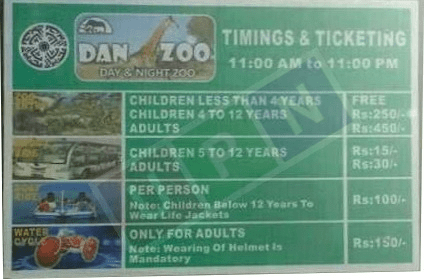 DAN ZOO
DAY & NIGHT ZOO
TIMINGS & TICKETING
11:00 AM to 11:00 PM
CHILDREN LESS THAN 4 YEARS FREE
CHILDREN 4 TO 12 YEARS Rs:250/-
ADULTS Rs:450/-
CHILDREN 5 TO 12 YEARS Rs:15/-
ADULTS Rs:30/-
BOAT
RIDE
PER PERSON Rs:100/-
Note: Children Below 12 Years To
Wear Life Jackets
WATER
CYCLE
ONLY FOR ADULTS Rs:150/-
Note: Wearing Of Helmet Is
Mandatory